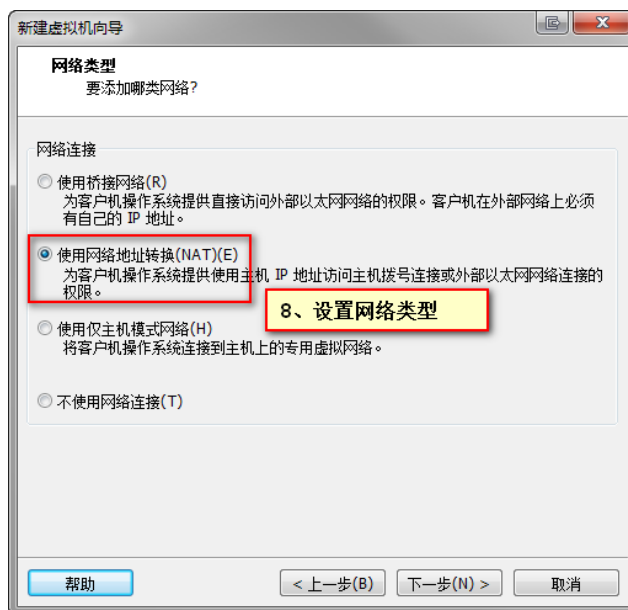 新建虚拟机向导
网络类型
要添加哪类网络?
网络连接
使用桥接网络(R)
为客户机操作系统提供直接访问外部以太网网络的权限。客户机在外部网络上必须
有自己的 IP 地址。
使用网络地址转换(NAT)(E)
为客户机操作系统提供使用主机 IP 地址访问主机拨号连接或外部以太网网络连接的
权限。
8、设置网络类型
使用仅主机模式网络(H)
将客户机操作系统连接到主机上的专用虚拟网络。
不使用网络连接(T)
帮助
< 上一步(B)
下一步(N) >
取消